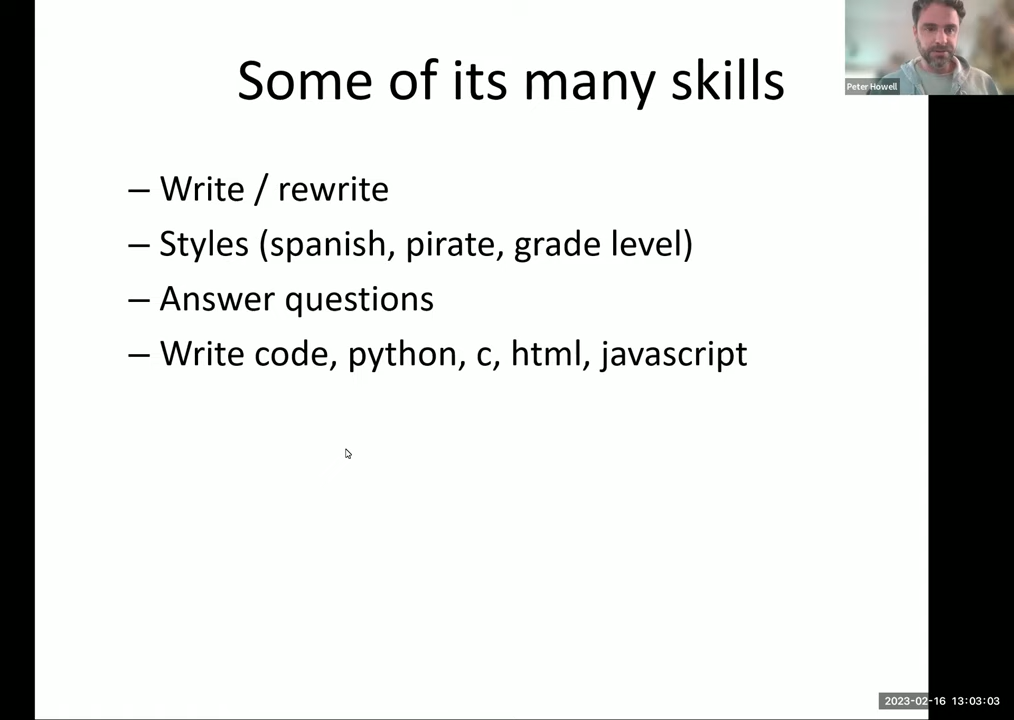 Some of its many skills
Peter Howell
– Write / rewrite
– Styles (spanish, pirate, grade level)
– Answer questions
– Write code, python, c, html, javascript
2023-02-16 13:03:03